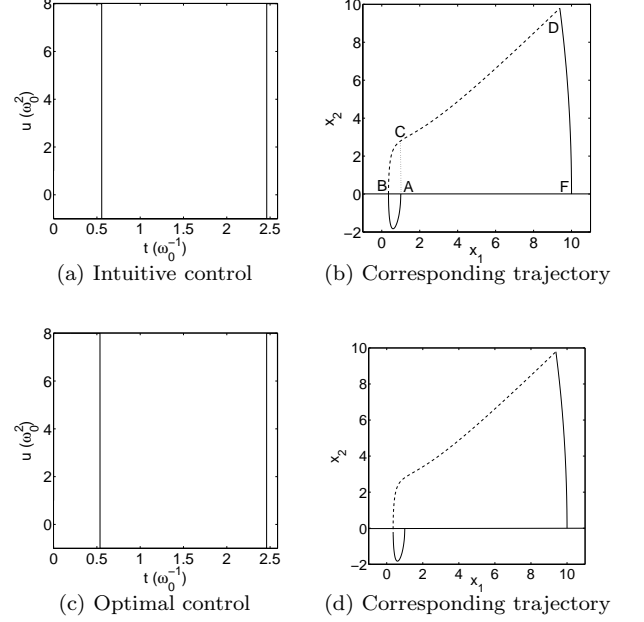 8
6
4
2
0
u (ω₀²)
0 0.5 1 1.5 2 2.5
t (ω₀⁻¹)
(a) Intuitive control
10
8
6
4
2
0
−2
x₂
A
B
C
D
F
0 2 4 6 8 10
x₁
(b) Corresponding trajectory
8
6
4
2
0
u (ω₀²)
0 0.5 1 1.5 2 2.5
t (ω₀⁻¹)
(c) Optimal control
10
8
6
4
2
0
−2
x₂
0 2 4 6 8 10
x₁
(d) Corresponding trajectory